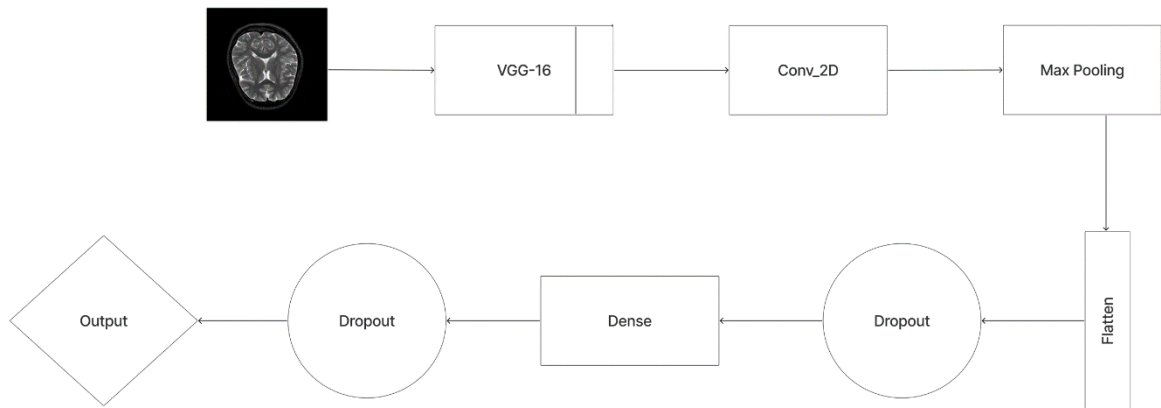 VGG-16
Conv_2D
Max Pooling
Flatten
Dropout
Dense
Dropout
Output